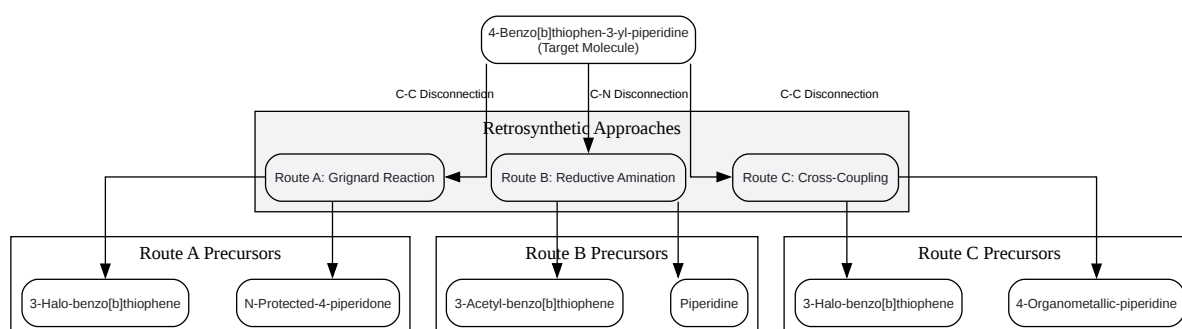 4-Benzo[b]thiophen-3-yl-piperidine
(Target Molecule)
C-C Disconnection
C-N Disconnection
C-C Disconnection
Retrosynthetic Approaches
Route A: Grignard Reaction
Route B: Reductive Amination
Route C: Cross-Coupling
Route A Precursors
Route B Precursors
Route C Precursors
3-Halo-benzo[b]thiophene
N-Protected-4-piperidone
3-Acetyl-benzo[b]thiophene
Piperidine
3-Halo-benzo[b]thiophene
4-Organometallic-piperidine